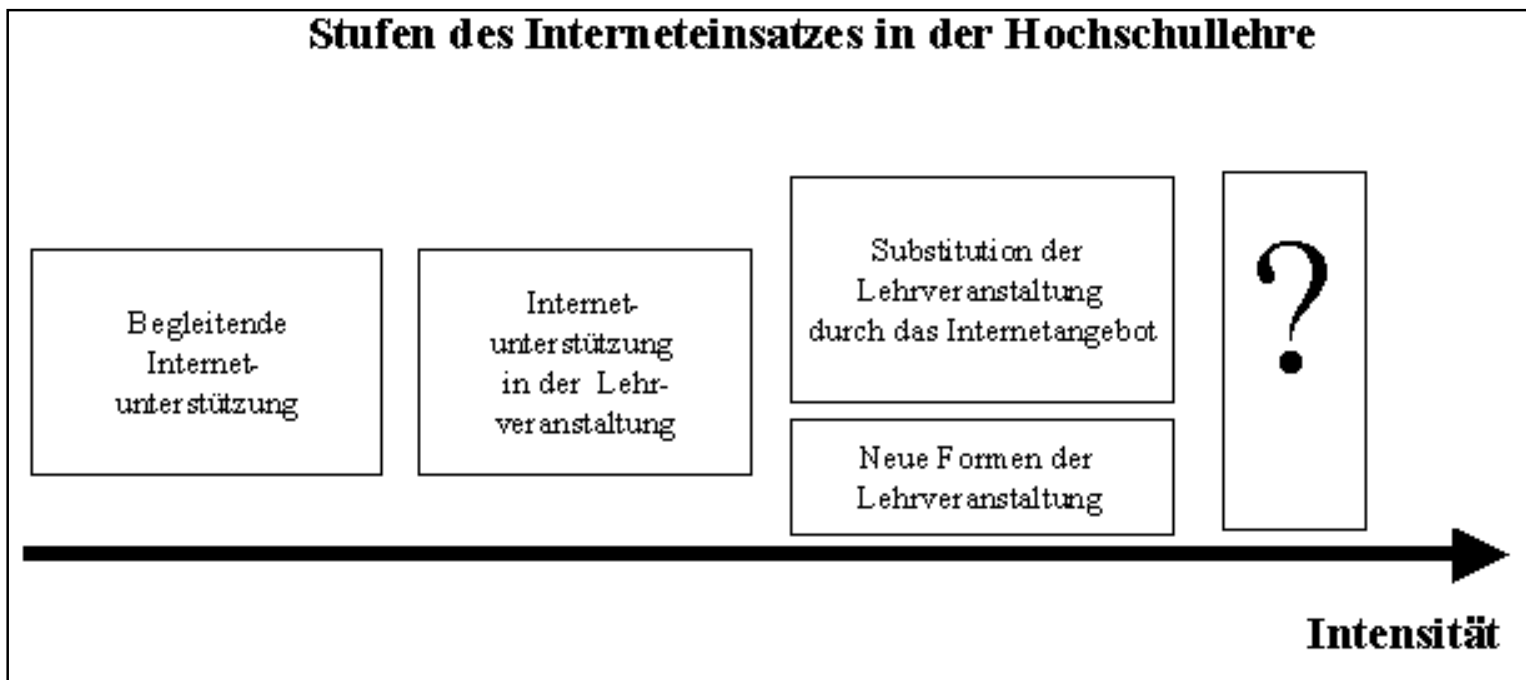 Stufen des Interneteinsatzes in der Hochschullehre
Begleitende
Internet-
unterstützung
Internet-
unterstützung
in der Lehr-
veranstaltung
Substitution der
Lehrveranstaltung
durch das Internetangebot
Neue Formen der
Lehrveranstaltung
?
Intensität